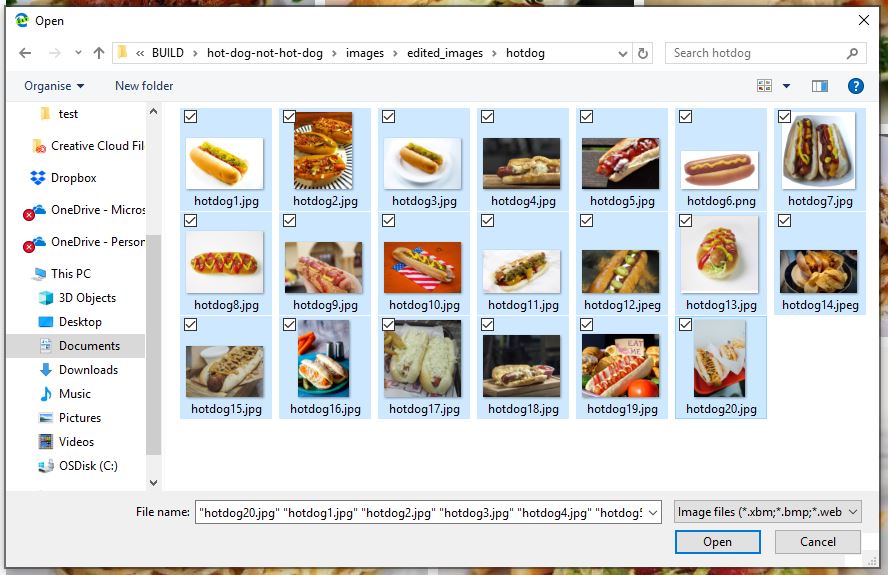 Open
« BUILD > hot-dog-not-hot-dog > images > edited_images > hotdog
Search hotdog
Organise
New folder
test
Creative Cloud Fil
Dropbox
OneDrive - Micros
OneDrive - Person
This PC
3D Objects
Desktop
Documents
Downloads
Music
Pictures
Videos
OSDisk (C:)
hotdog1.jpg hotdog2.jpg hotdog3.jpg hotdog4.jpg hotdog5.jpg hotdog6.png hotdog7.jpg
hotdog8.jpg hotdog9.jpg hotdog10.jpg hotdog11.jpg hotdog12.jpeg hotdog13.jpg hotdog14.jpeg
EAT
ME
hotdog15.jpg hotdog16.jpg hotdog17.jpg hotdog18.jpg hotdog19.jpg hotdog20.jpg
File name: "hotdog20.jpg" "hotdog1.jpg" "hotdog2.jpg" "hotdog3.jpg" "hotdog4.jpg" "hotdog5
Image files (*.xbm;*.bmp;*.web
Open
Cancel